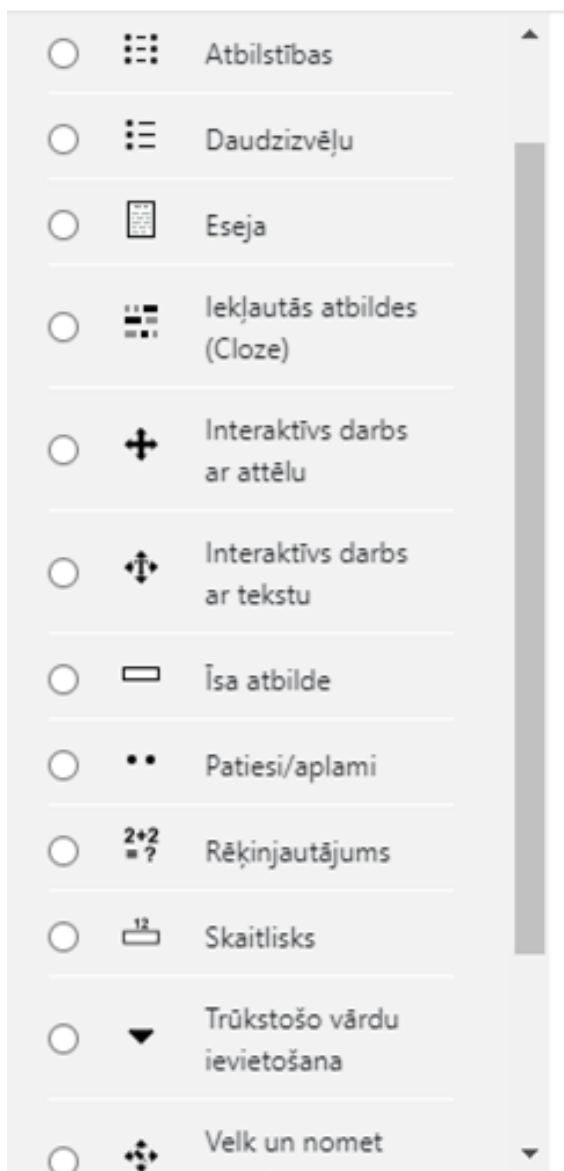 Atbilstības
Daudzizvēļu
Eseja
Iekļautās atbildes
(Cloze)
Interaktīvs darbs
ar attēlu
Interaktīvs darbs
ar tekstu
Īsa atbilde
Patiesi/aplami
2+2
= ?
Rēķinjautājums
12
Skaitlisks
Trūkstošo vārdu
ievietošana
Velk un nomet